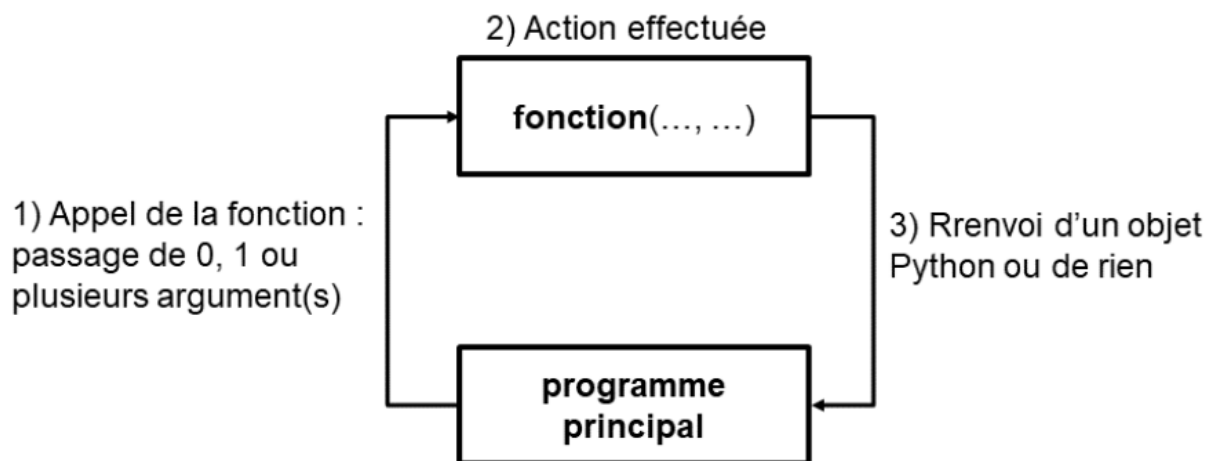 2) Action effectuée
fonction(..., ...)
1) Appel de la fonction :
passage de 0, 1 ou
plusieurs argument(s)
3) Rrenvoi d'un objet
Python ou de rien
programme
principal